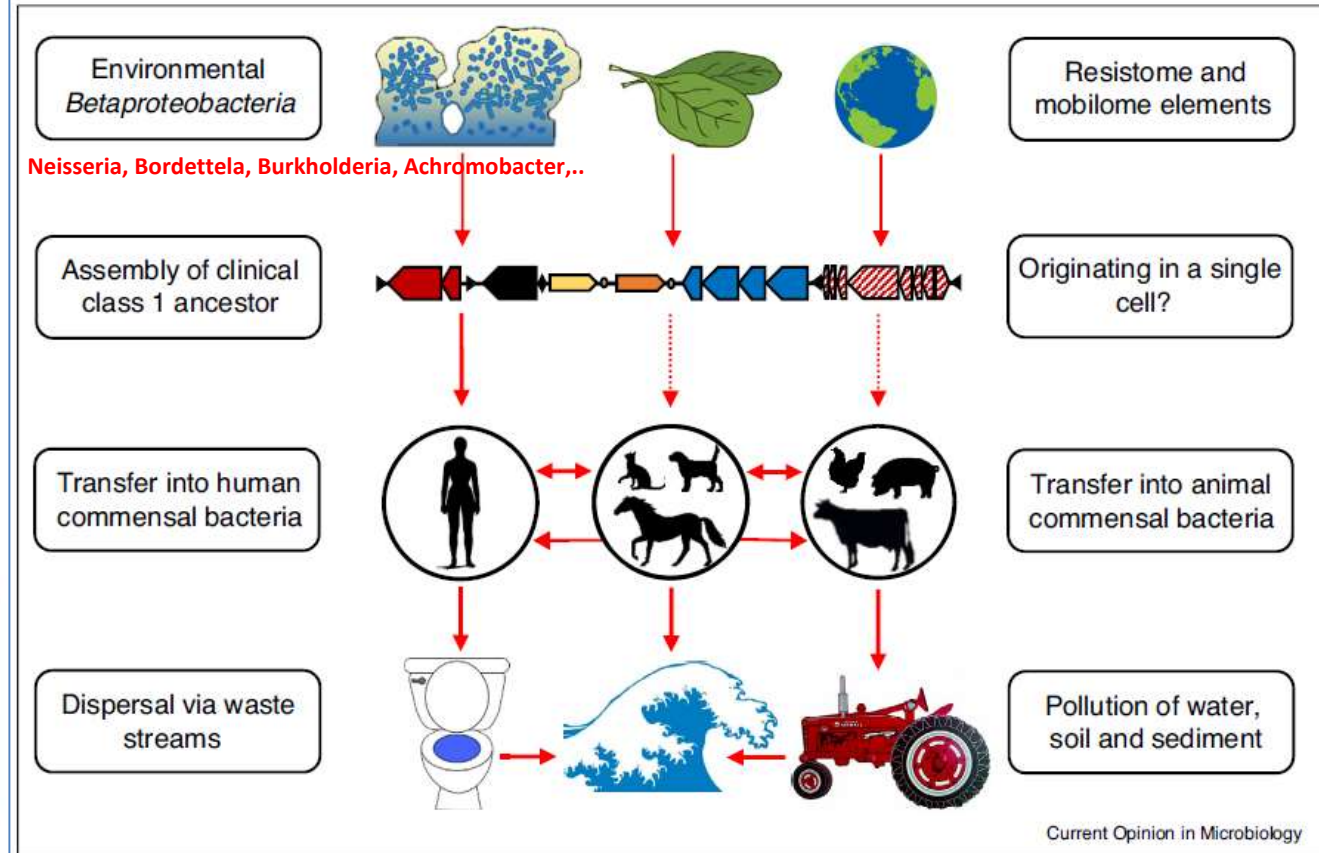 Environmental
Betaproteobacteria
Resistome and
mobilome elements
Neisseria, Bordettela, Burkholderia, Achromobacter,..
Assembly of clinical
class 1 ancestor
Originating in a single
cell?
Transfer into human
commensal bacteria
Transfer into animal
commensal bacteria
Dispersal via waste
streams
Pollution of water,
soil and sediment
Current Opinion in Microbiology